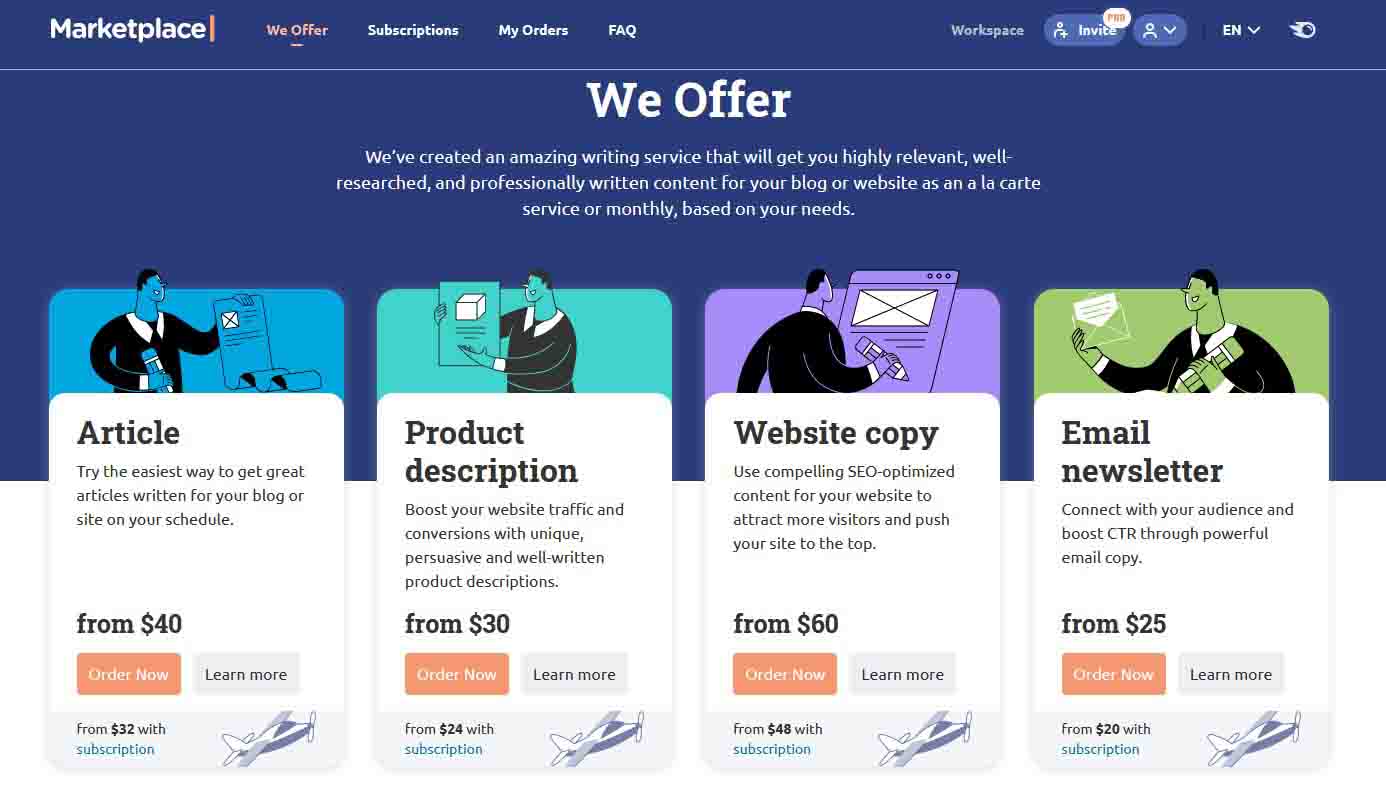 Marketplace
We Offer
Subscriptions
My Orders
FAQ
Workspace
Invite
PRO
EN
We Offer
We’ve created an amazing writing service that will get you highly relevant, well-
researched, and professionally written content for your blog or website as an a la carte
service or monthly, based on your needs.
Article
Try the easiest way to get great
articles written for your blog or
site on your schedule.
from $40
Order Now
Learn more
from $32 with
subscription
Product
description
Boost your website traffic and
conversions with unique,
persuasive and well-written
product descriptions.
from $30
Order Now
Learn more
from $24 with
subscription
Website copy
Use compelling SEO-optimized
content for your website to
attract more visitors and push
your site to the top.
from $60
Order Now
Learn more
from $48 with
subscription
Email
newsletter
Connect with your audience and
boost CTR through powerful
email copy.
from $25
Order Now
Learn more
from $20 with
subscription